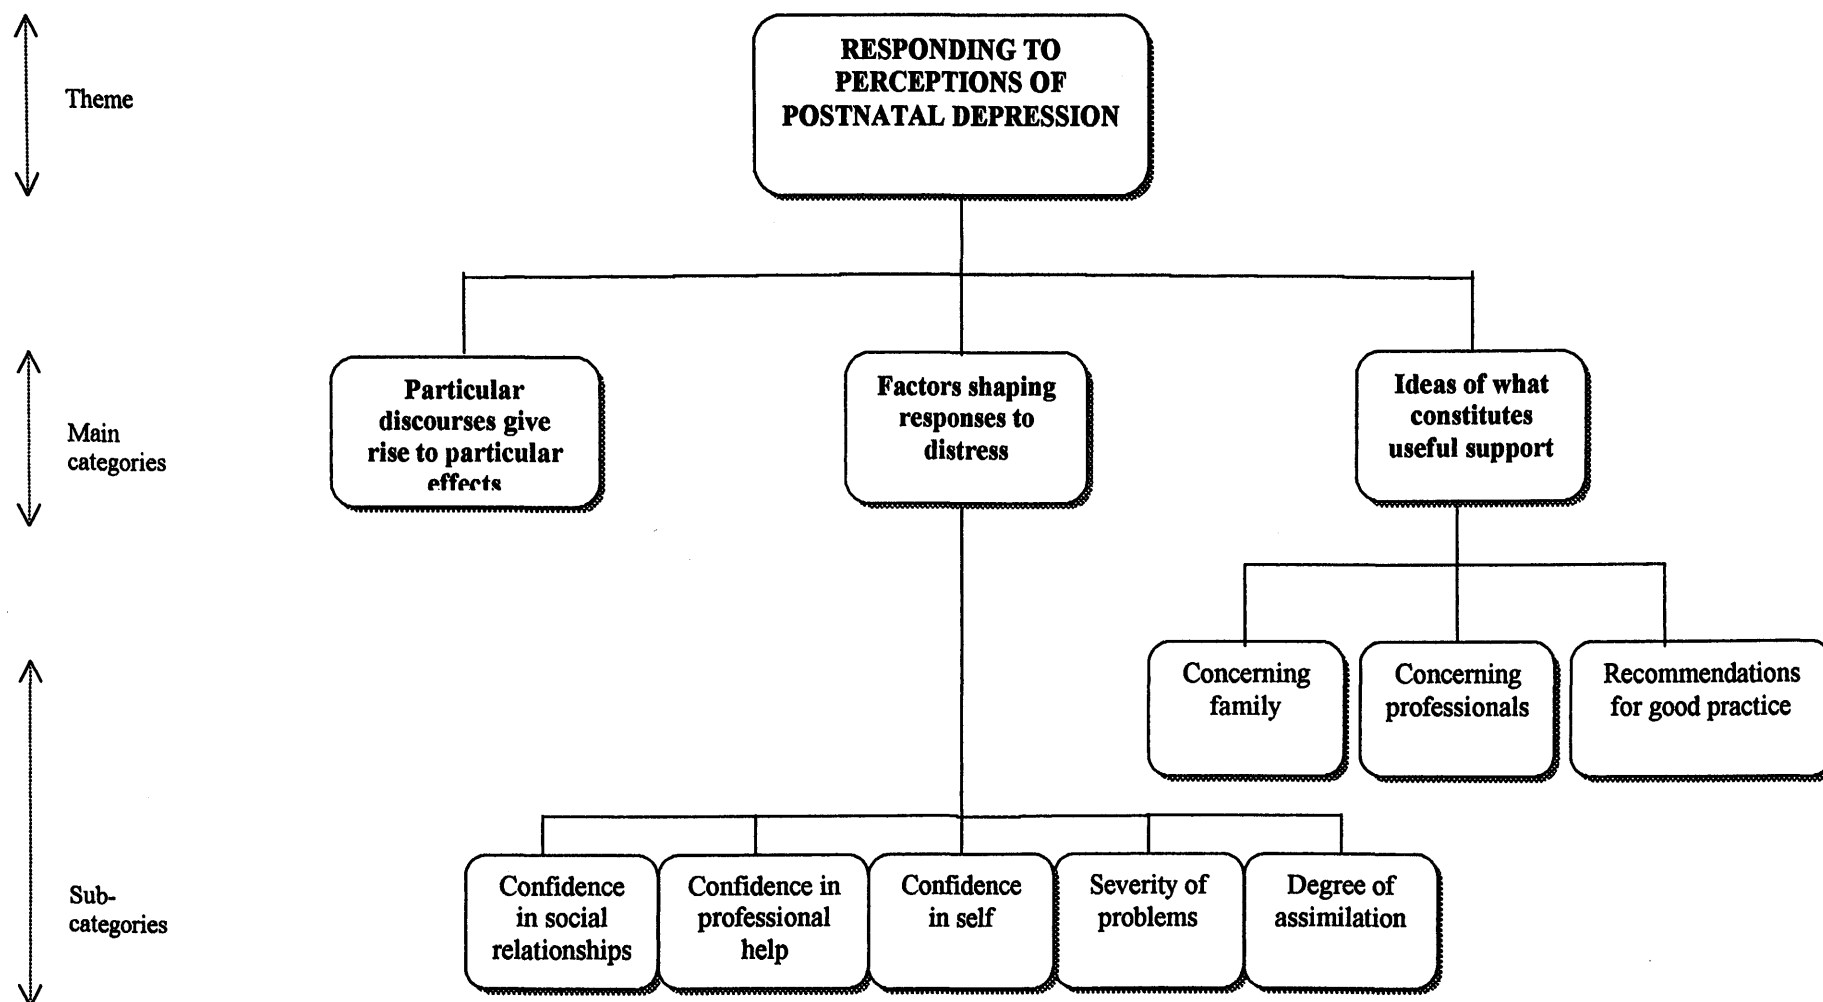 Theme
RESPONDING TO
PERCEPTIONS OF
POSTNATAL DEPRESSION
Main
categories
Particular
discourses give
rise to particular
effects
Factors shaping
responses to
distress
Ideas of what
constitutes
useful support
Concerning
family
Concerning
professionals
Recommendations
for good practice
Sub-
categories
Confidence
in social
relationships
Confidence in
professional
help
Confidence
in self
Severity of
problems
Degree of
assimilation